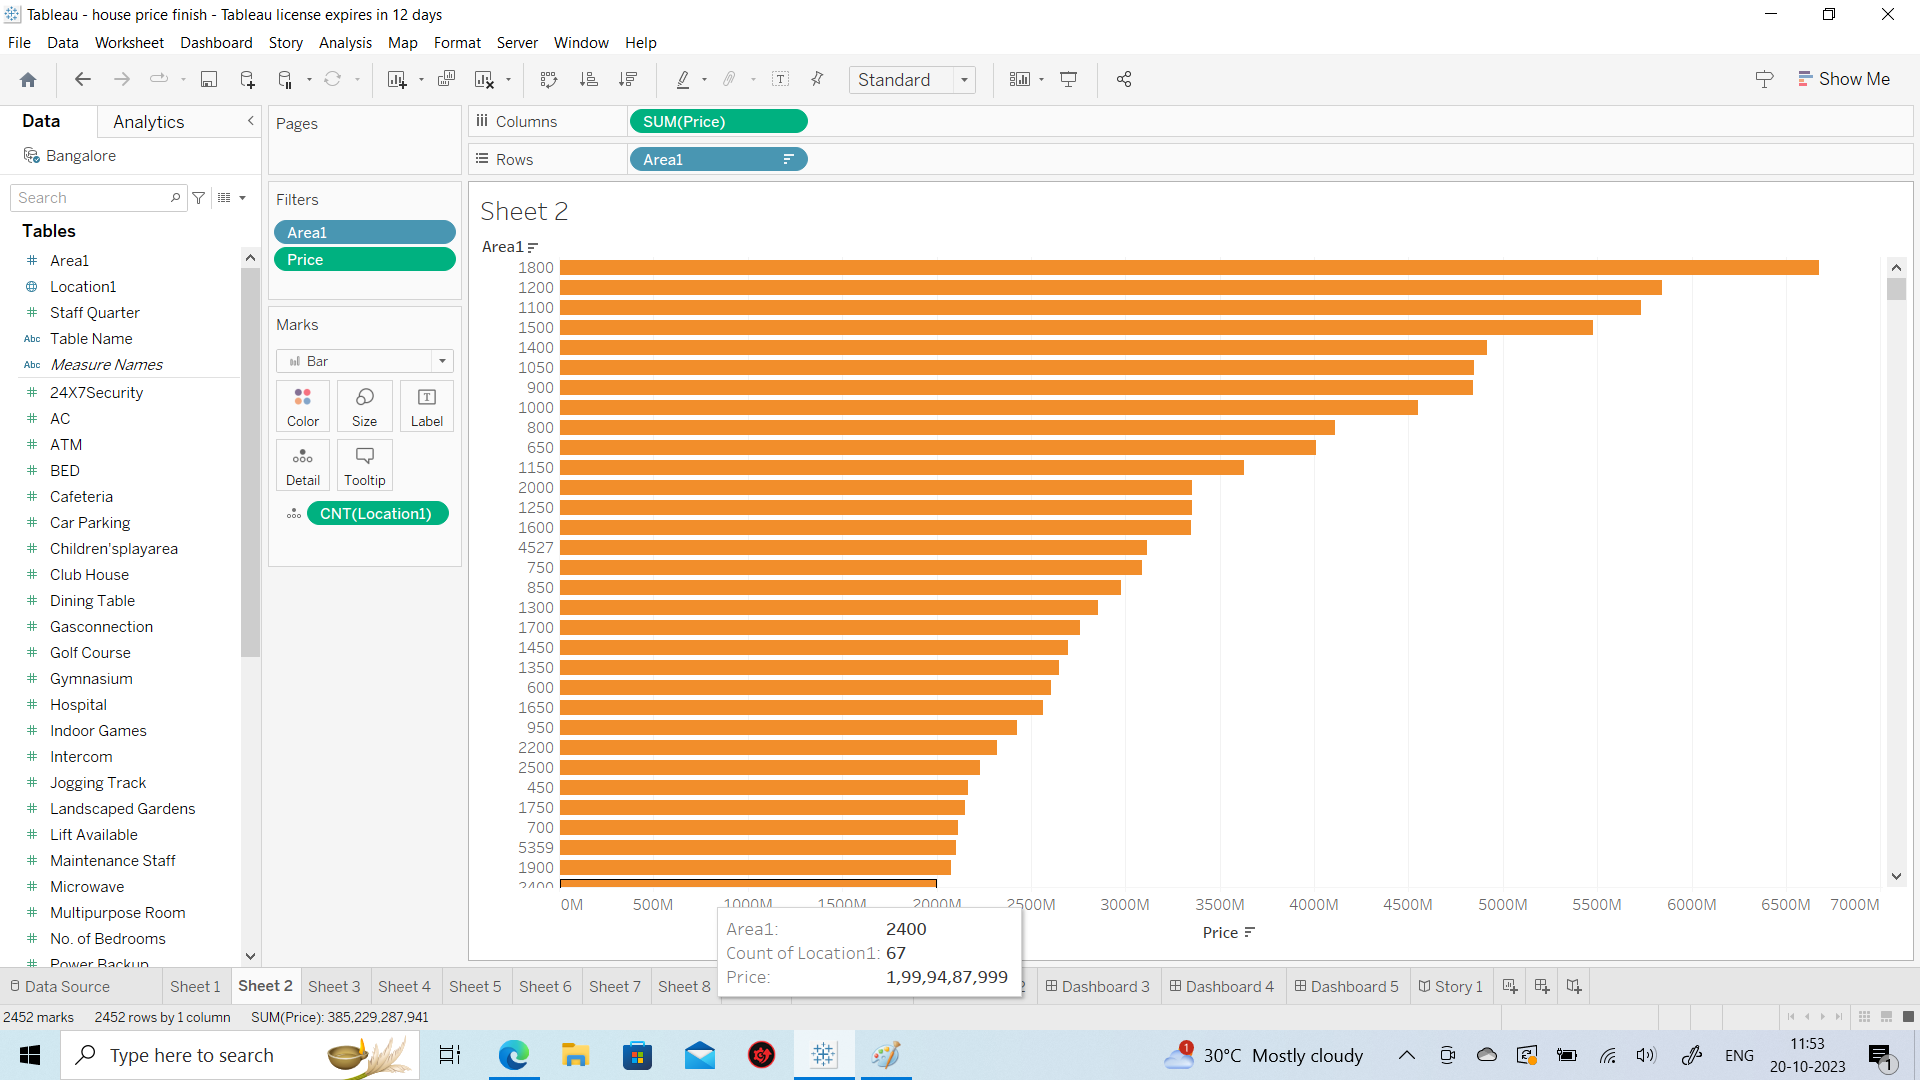 Tableau - house price finish - Tableau license expires in 12 days
File Data Worksheet Dashboard Story Analysis Map Format Server Window Help
Standard
Show Me
Data
Analytics
Bangalore
Search
Tables
Area1
Location1
Staff Quarter
Abc Table Name
Abc Measure Names
24X7Security
AC
ATM
BED
Cafeteria
Car Parking
Children'splayarea
Club House
Dining Table
Gasconnection
Golf Course
Gymnasium
Hospital
Indoor Games
Intercom
Jogging Track
Landscaped Gardens
Lift Available
Maintenance Staff
Microwave
Multipurpose Room
No. of Bedrooms
Power Backup
Pages
Filters
Area1
Price
Marks
Bar
Color
Size
Label
Detail
Tooltip
CNT(Location1)
Columns
SUM(Price)
Rows
Area1
Sheet 2
Area1
1800
1200
1100
1500
1400
1050
900
1000
800
650
1150
2000
1250
1600
4527
750
850
1300
1700
1450
1350
600
1650
950
2200
2500
450
1750
700
5359
1900
2400
0M 500M 1000M 1500M 2000M 2500M 3000M 3500M 4000M 4500M 5000M 5500M 6000M 6500M 7000M
Price
Area1: 2400
Count of Location1: 67
Price: 1,99,94,87,999
Data Source Sheet 1 Sheet 2 Sheet 3 Sheet 4 Sheet 5 Sheet 6 Sheet 7 Sheet 8 2 Dashboard 3 Dashboard 4 Dashboard 5 Story 1
2452 marks 2452 rows by 1 column SUM(Price): 385,229,287,941
Type here to search
1
30°C Mostly cloudy
ENG
11:53
20-10-2023
1